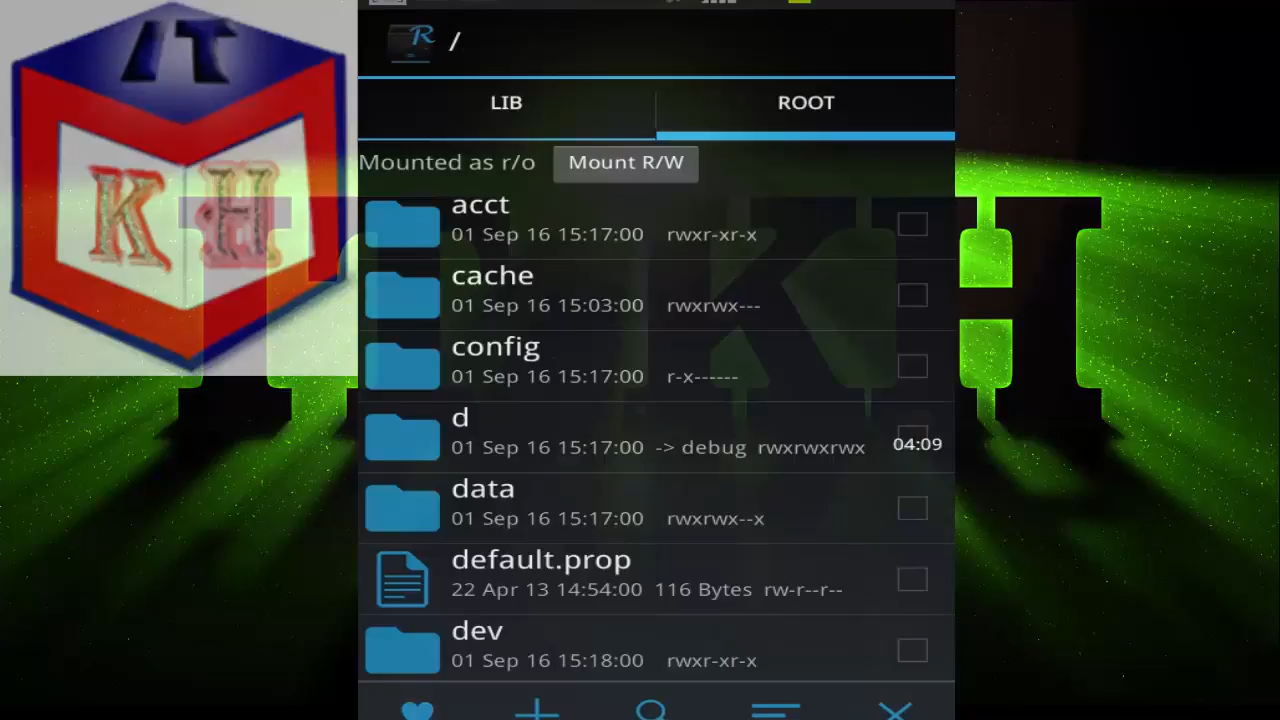 IT
K H
IT KH
R /
LIB ROOT
Mounted as r/o Mount R/W
acct
01 Sep 16 15:17:00 rwxr-xr-x
cache
01 Sep 16 15:03:00 rwxrwx---
config
01 Sep 16 15:17:00 r-x------
d
01 Sep 16 15:17:00 -> debug rwxrwxrwx
04:09
data
01 Sep 16 15:17:00 rwxrwx--x
default.prop
22 Apr 13 14:54:00 116 Bytes rw-r--r--
dev
01 Sep 16 15:18:00 rwxr-xr-x